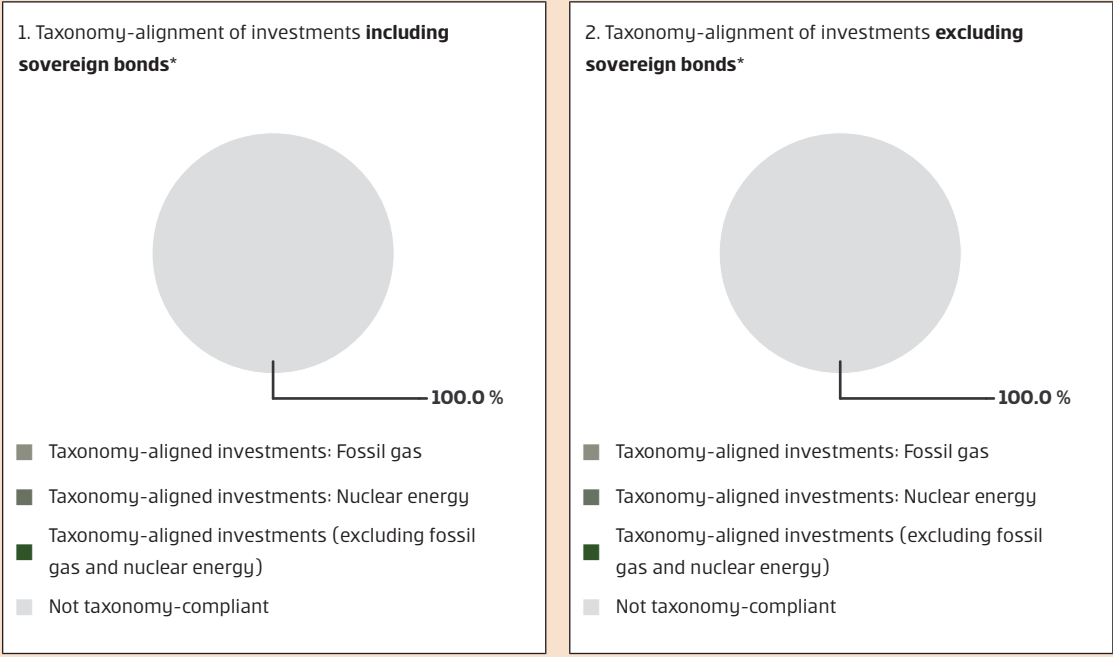 1. Taxonomy-alignment of investments including
sovereign bonds*
100.0 %
Taxonomy-aligned investments: Fossil gas
Taxonomy-aligned investments: Nuclear energy
Taxonomy-aligned investments (excluding fossil
gas and nuclear energy)
Not taxonomy-compliant
2. Taxonomy-alignment of investments excluding
sovereign bonds*
100.0 %
Taxonomy-aligned investments: Fossil gas
Taxonomy-aligned investments: Nuclear energy
Taxonomy-aligned investments (excluding fossil
gas and nuclear energy)
Not taxonomy-compliant